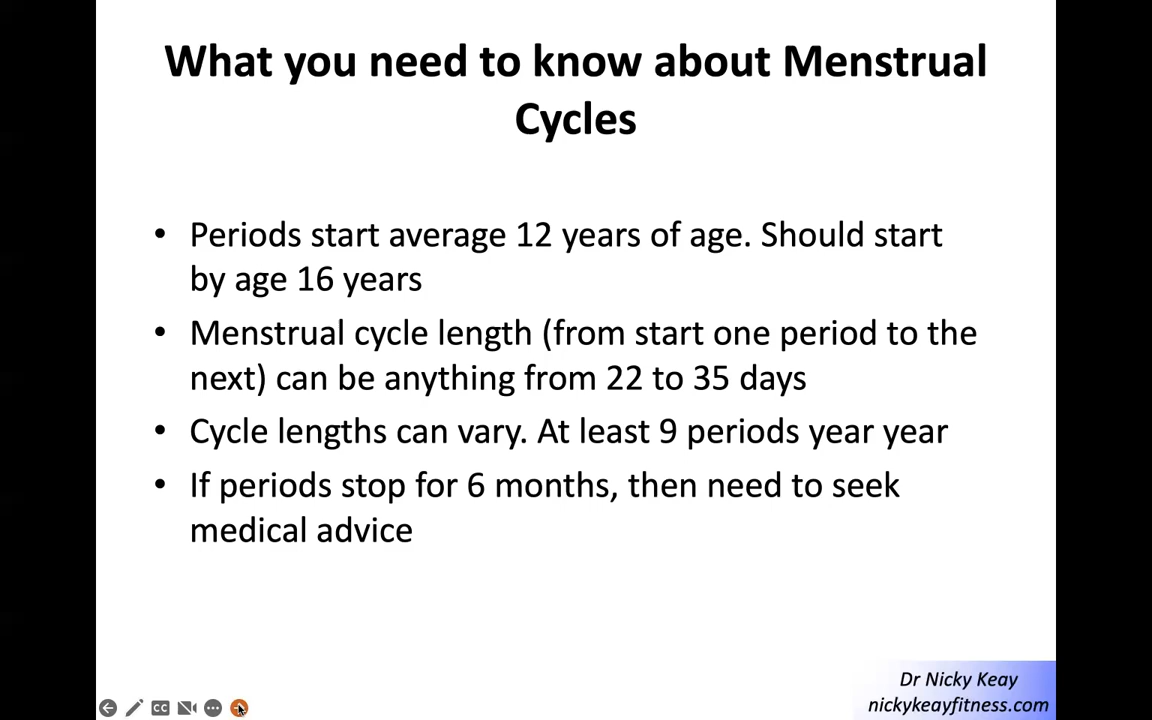 What you need to know about Menstrual
Cycles
• Periods start average 12 years of age. Should start
by age 16 years
• Menstrual cycle length (from start one period to the
next) can be anything from 22 to 35 days
• Cycle lengths can vary. At least 9 periods year year
• If periods stop for 6 months, then need to seek
medical advice
Dr Nicky Keay
nickykeayfitness.com
CC